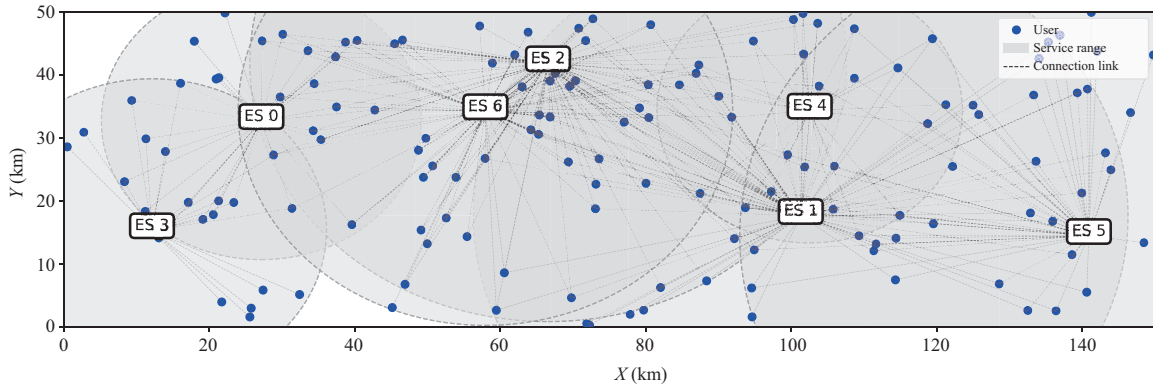 50
40
30
20
10
0
Y (km)
ES 0
ES 3
ES 6
ES 2
ES 4
ES 1
ES 5
User
Service range
Connection link
0 20 40 60 80 100 120 140
X (km)